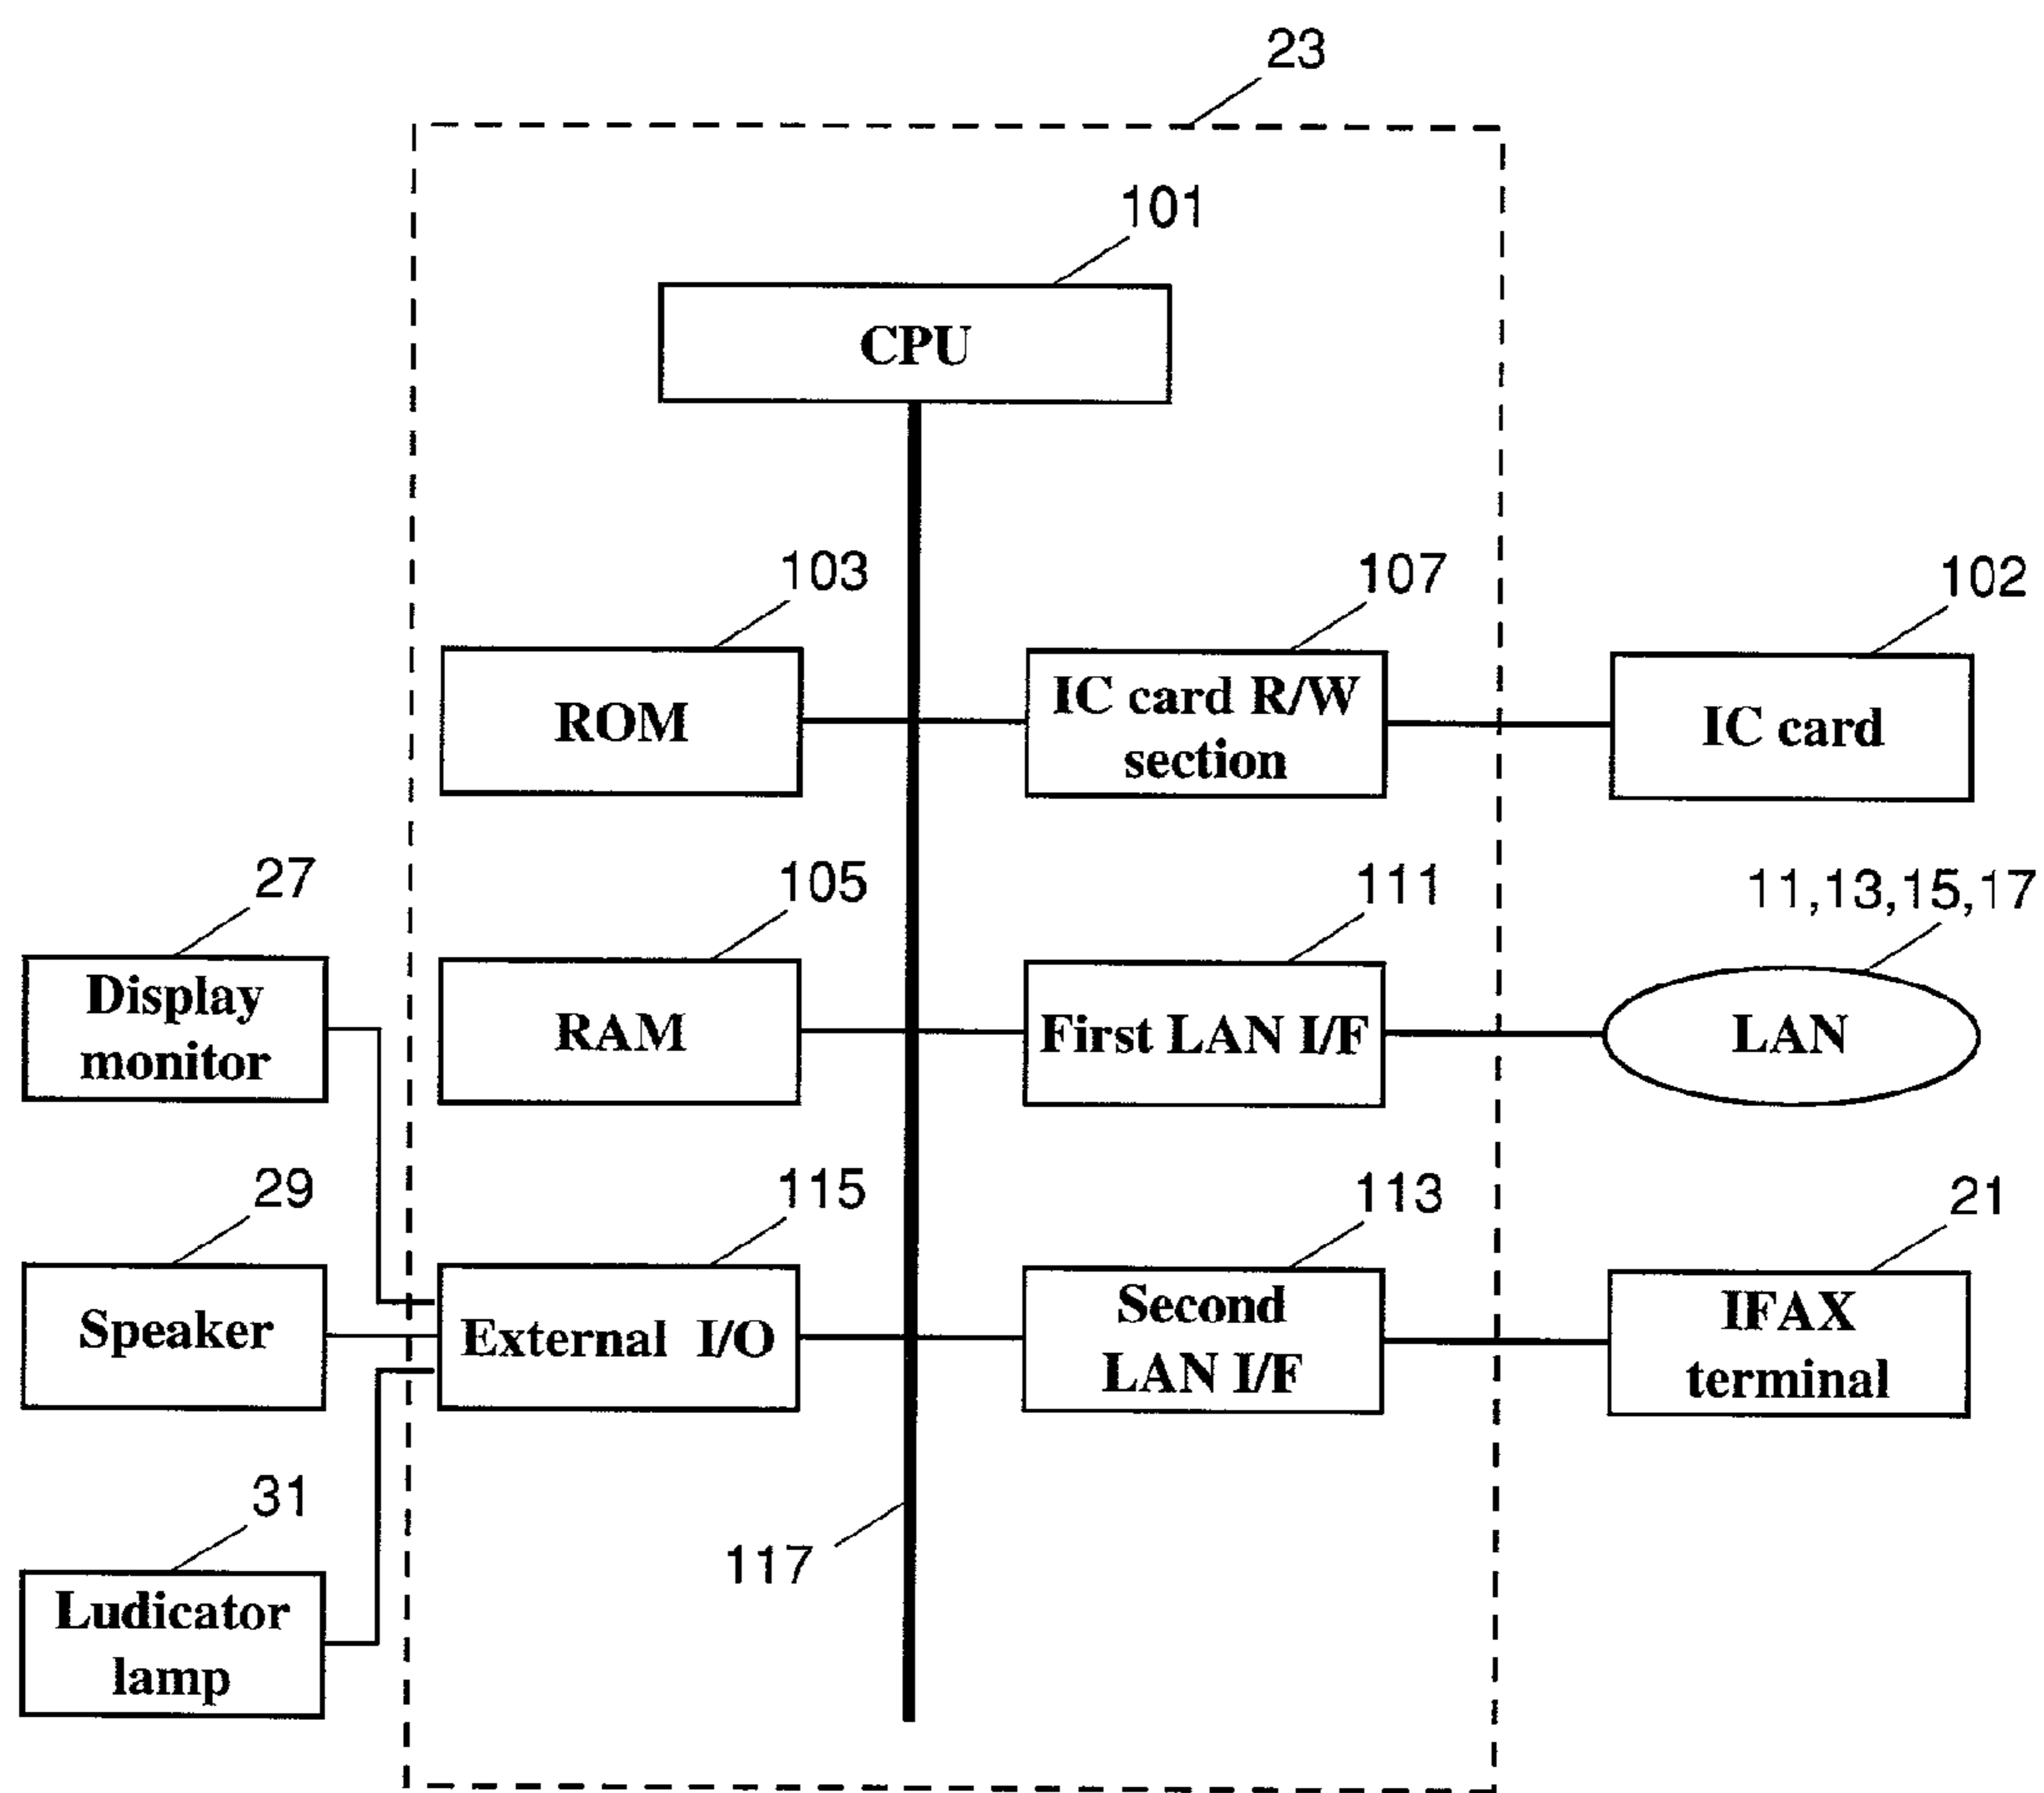 23
101
CPU
103
107
102
ROM
IC card R/W
section
IC card
27
105
111
11,13,15,17
Display
monitor
RAM
First LAN I/F
LAN
29
115
113
21
Speaker
External I/O
Second
LAN I/F
IFAX
terminal
31
117
Ludicator
lamp